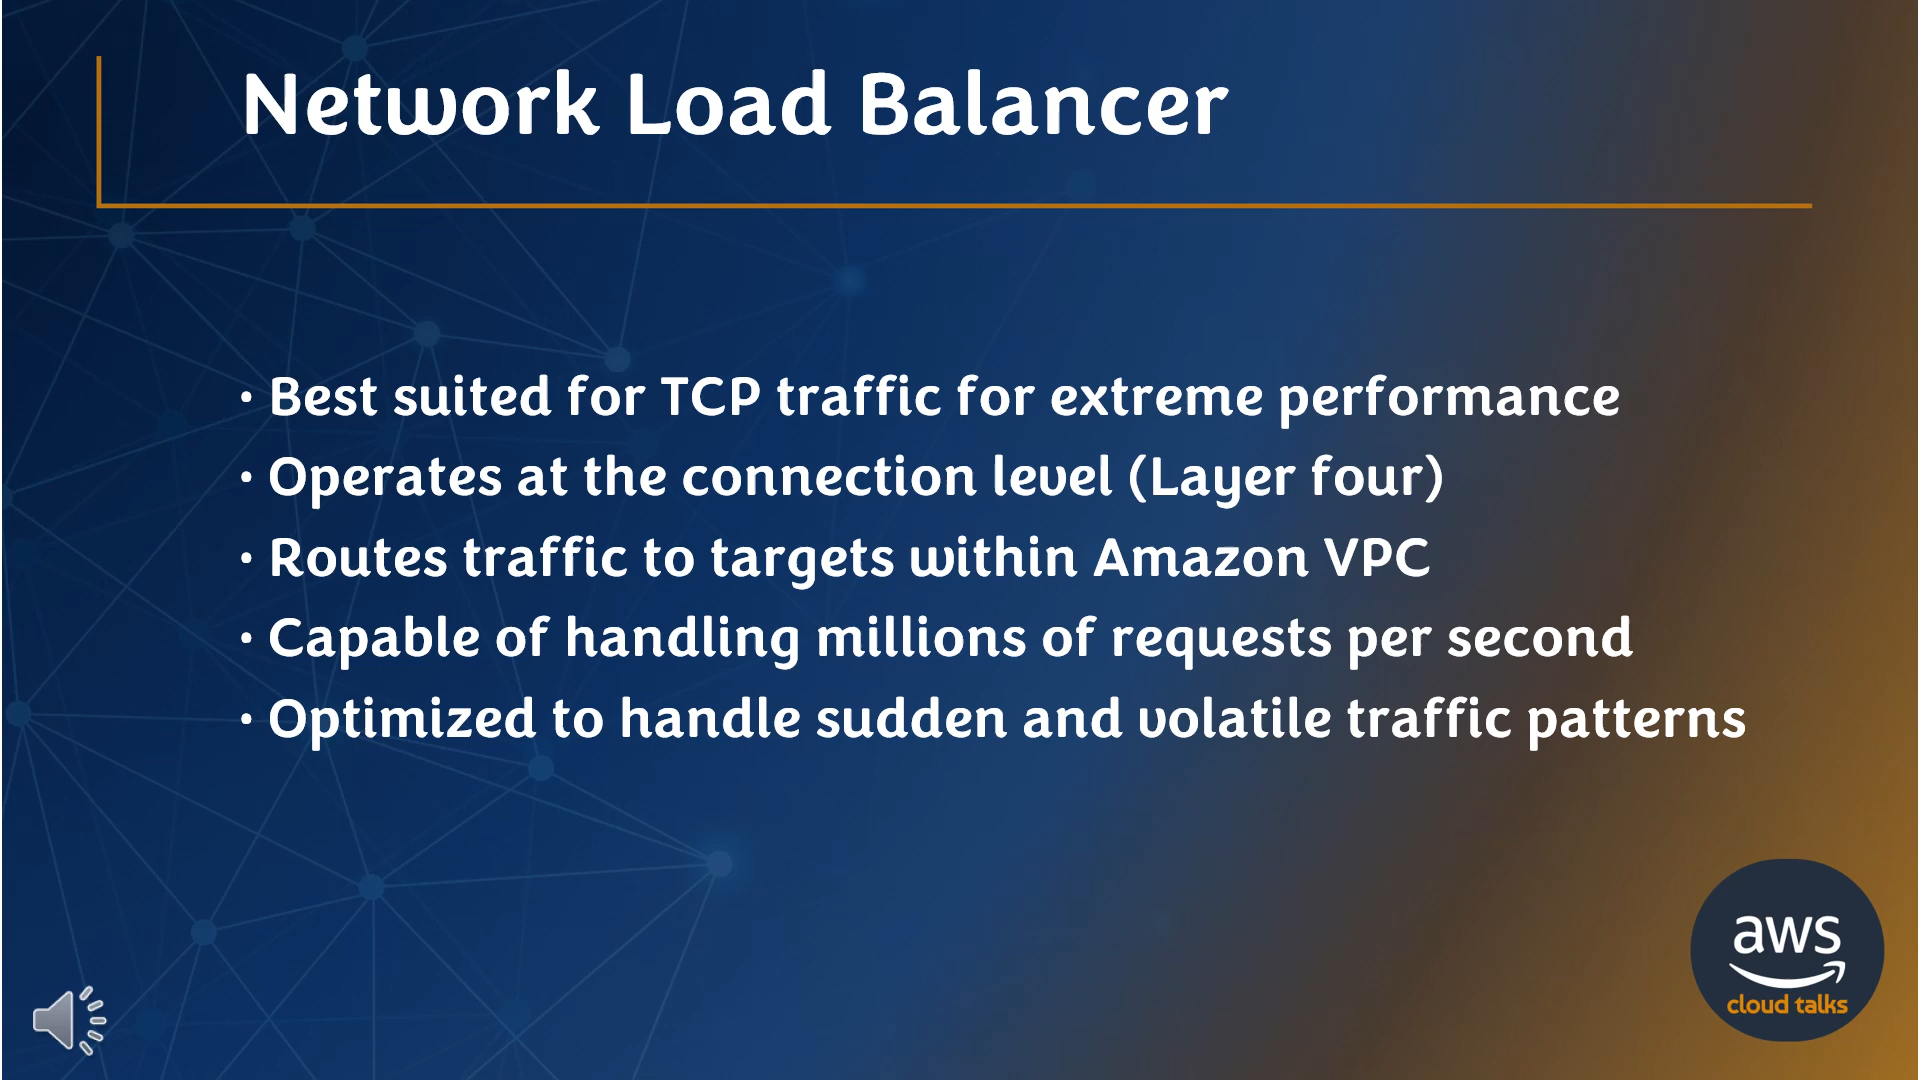 Network Load Balancer
• Best suited for TCP traffic for extreme performance
• Operates at the connection level (Layer four)
• Routes traffic to targets within Amazon VPC
• Capable of handling millions of requests per second
• Optimized to handle sudden and volatile traffic patterns
aws
cloud talks